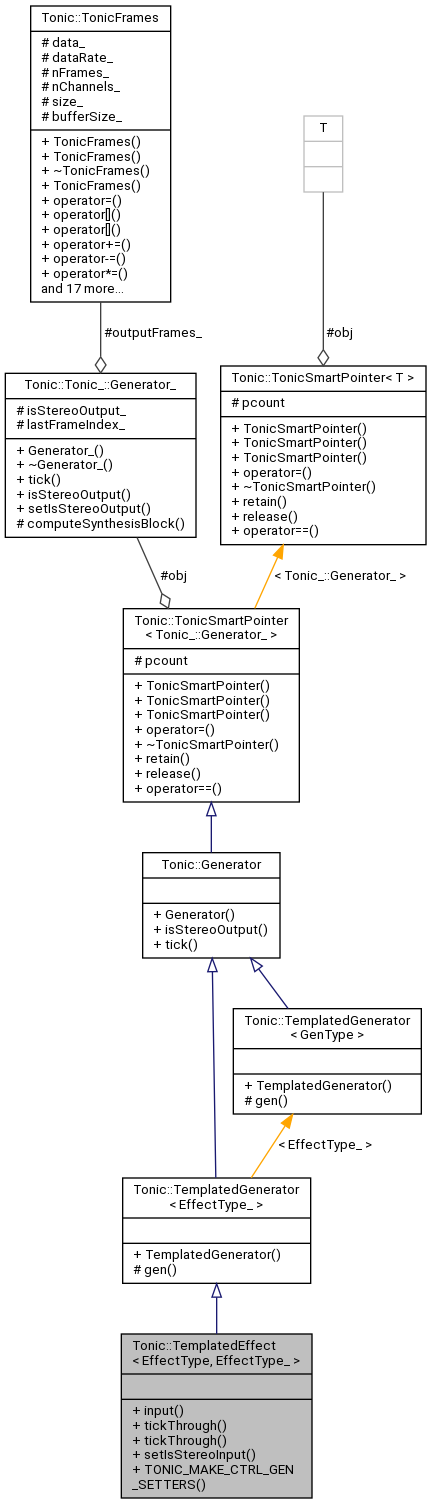 Tonic::TonicFrames
# data_
# dataRate_
# nFrames_
# nChannels_
# size_
# bufferSize_
+ TonicFrames()
+ TonicFrames()
+ ~TonicFrames()
+ TonicFrames()
+ operator=()
+ operator[]()
+ operator[]()
+ operator+=()
+ operator-=()
+ operator*=()
and 17 more...
T
#outputFrames_
#obj
Tonic::Tonic_::Generator_
# isStereoOutput_
# lastFrameIndex_
+ Generator_()
+ ~Generator_()
+ tick()
+ isStereoOutput()
+ setIsStereoOutput()
# computeSynthesisBlock()
Tonic::TonicSmartPointer< T >
# pcount
+ TonicSmartPointer()
+ TonicSmartPointer()
+ TonicSmartPointer()
+ operator=()
+ ~TonicSmartPointer()
+ retain()
+ release()
+ operator==()
#obj
< Tonic_::Generator_ >
Tonic::TonicSmartPointer
< Tonic_::Generator_ >
# pcount
+ TonicSmartPointer()
+ TonicSmartPointer()
+ TonicSmartPointer()
+ operator=()
+ ~TonicSmartPointer()
+ retain()
+ release()
+ operator==()
Tonic::Generator
+ Generator()
+ isStereoOutput()
+ tick()
Tonic::TemplatedGenerator
< GenType >
+ TemplatedGenerator()
# gen()
< EffectType_ >
Tonic::TemplatedGenerator
< EffectType_ >
+ TemplatedGenerator()
# gen()
Tonic::TemplatedEffect
< EffectType, EffectType_ >
+ input()
+ tickThrough()
+ tickThrough()
+ setIsStereoInput()
+ TONIC_MAKE_CTRL_GEN
_SETTERS()